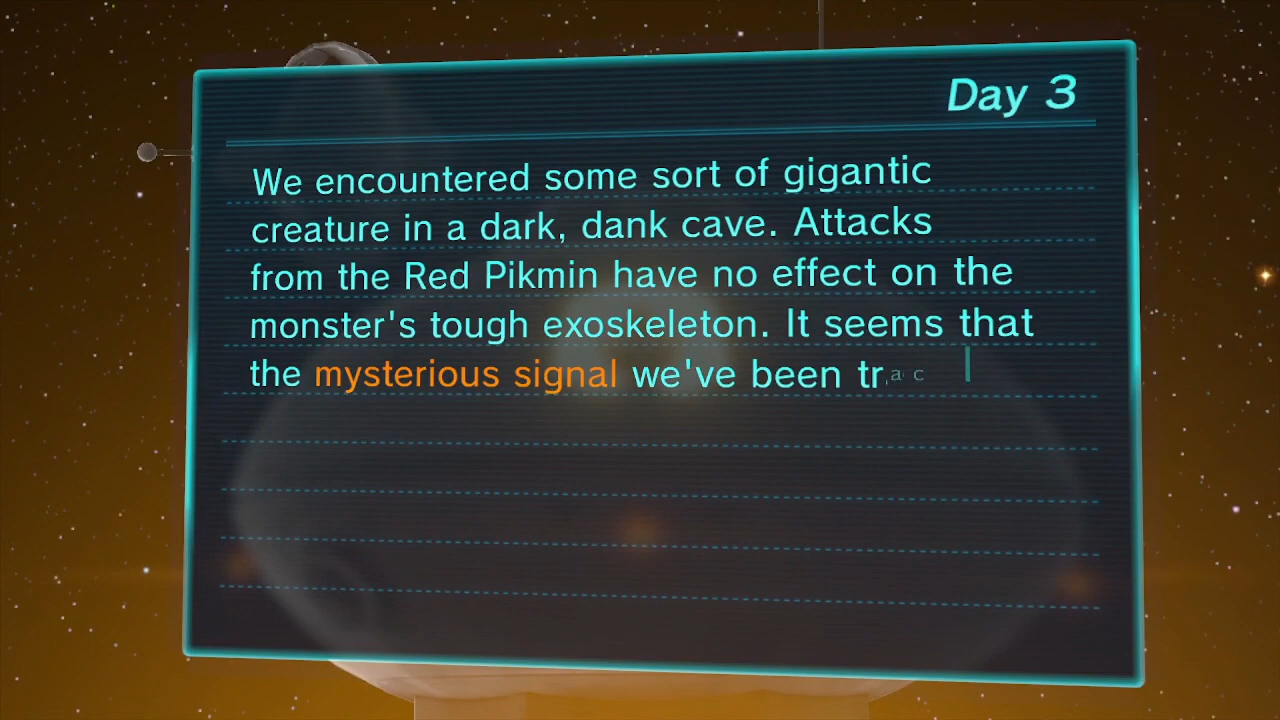 Day 3
We encountered some sort of gigantic
creature in a dark, dank cave. Attacks
from the Red Pikmin have no effect on the
monster's tough exoskeleton. It seems that
the mysterious signal we've been trac